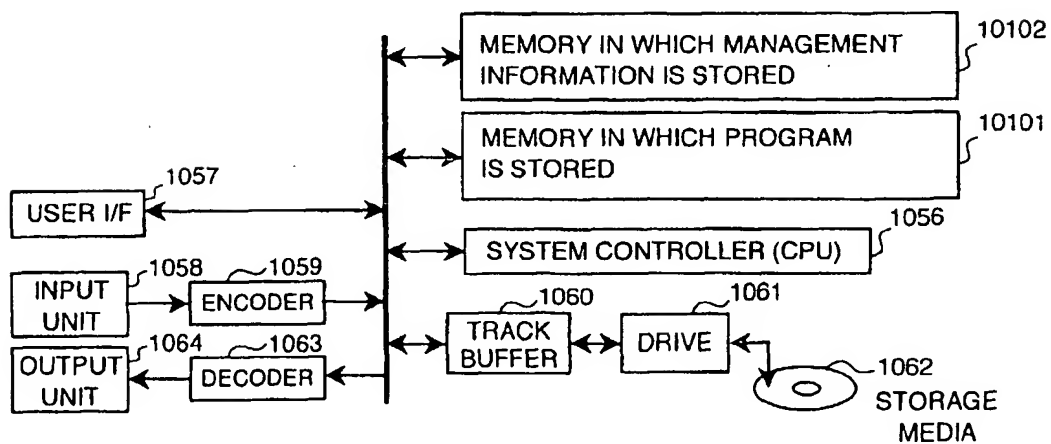 10102
MEMORY IN WHICH MANAGEMENT
INFORMATION IS STORED
10101
MEMORY IN WHICH PROGRAM
IS STORED
1057
USER I/F
1056
SYSTEM CONTROLLER (CPU)
1058
INPUT
UNIT
1059
ENCODER
1060
TRACK
BUFFER
1061
DRIVE
1064
OUTPUT
UNIT
1063
DECODER
1062
STORAGE
MEDIA